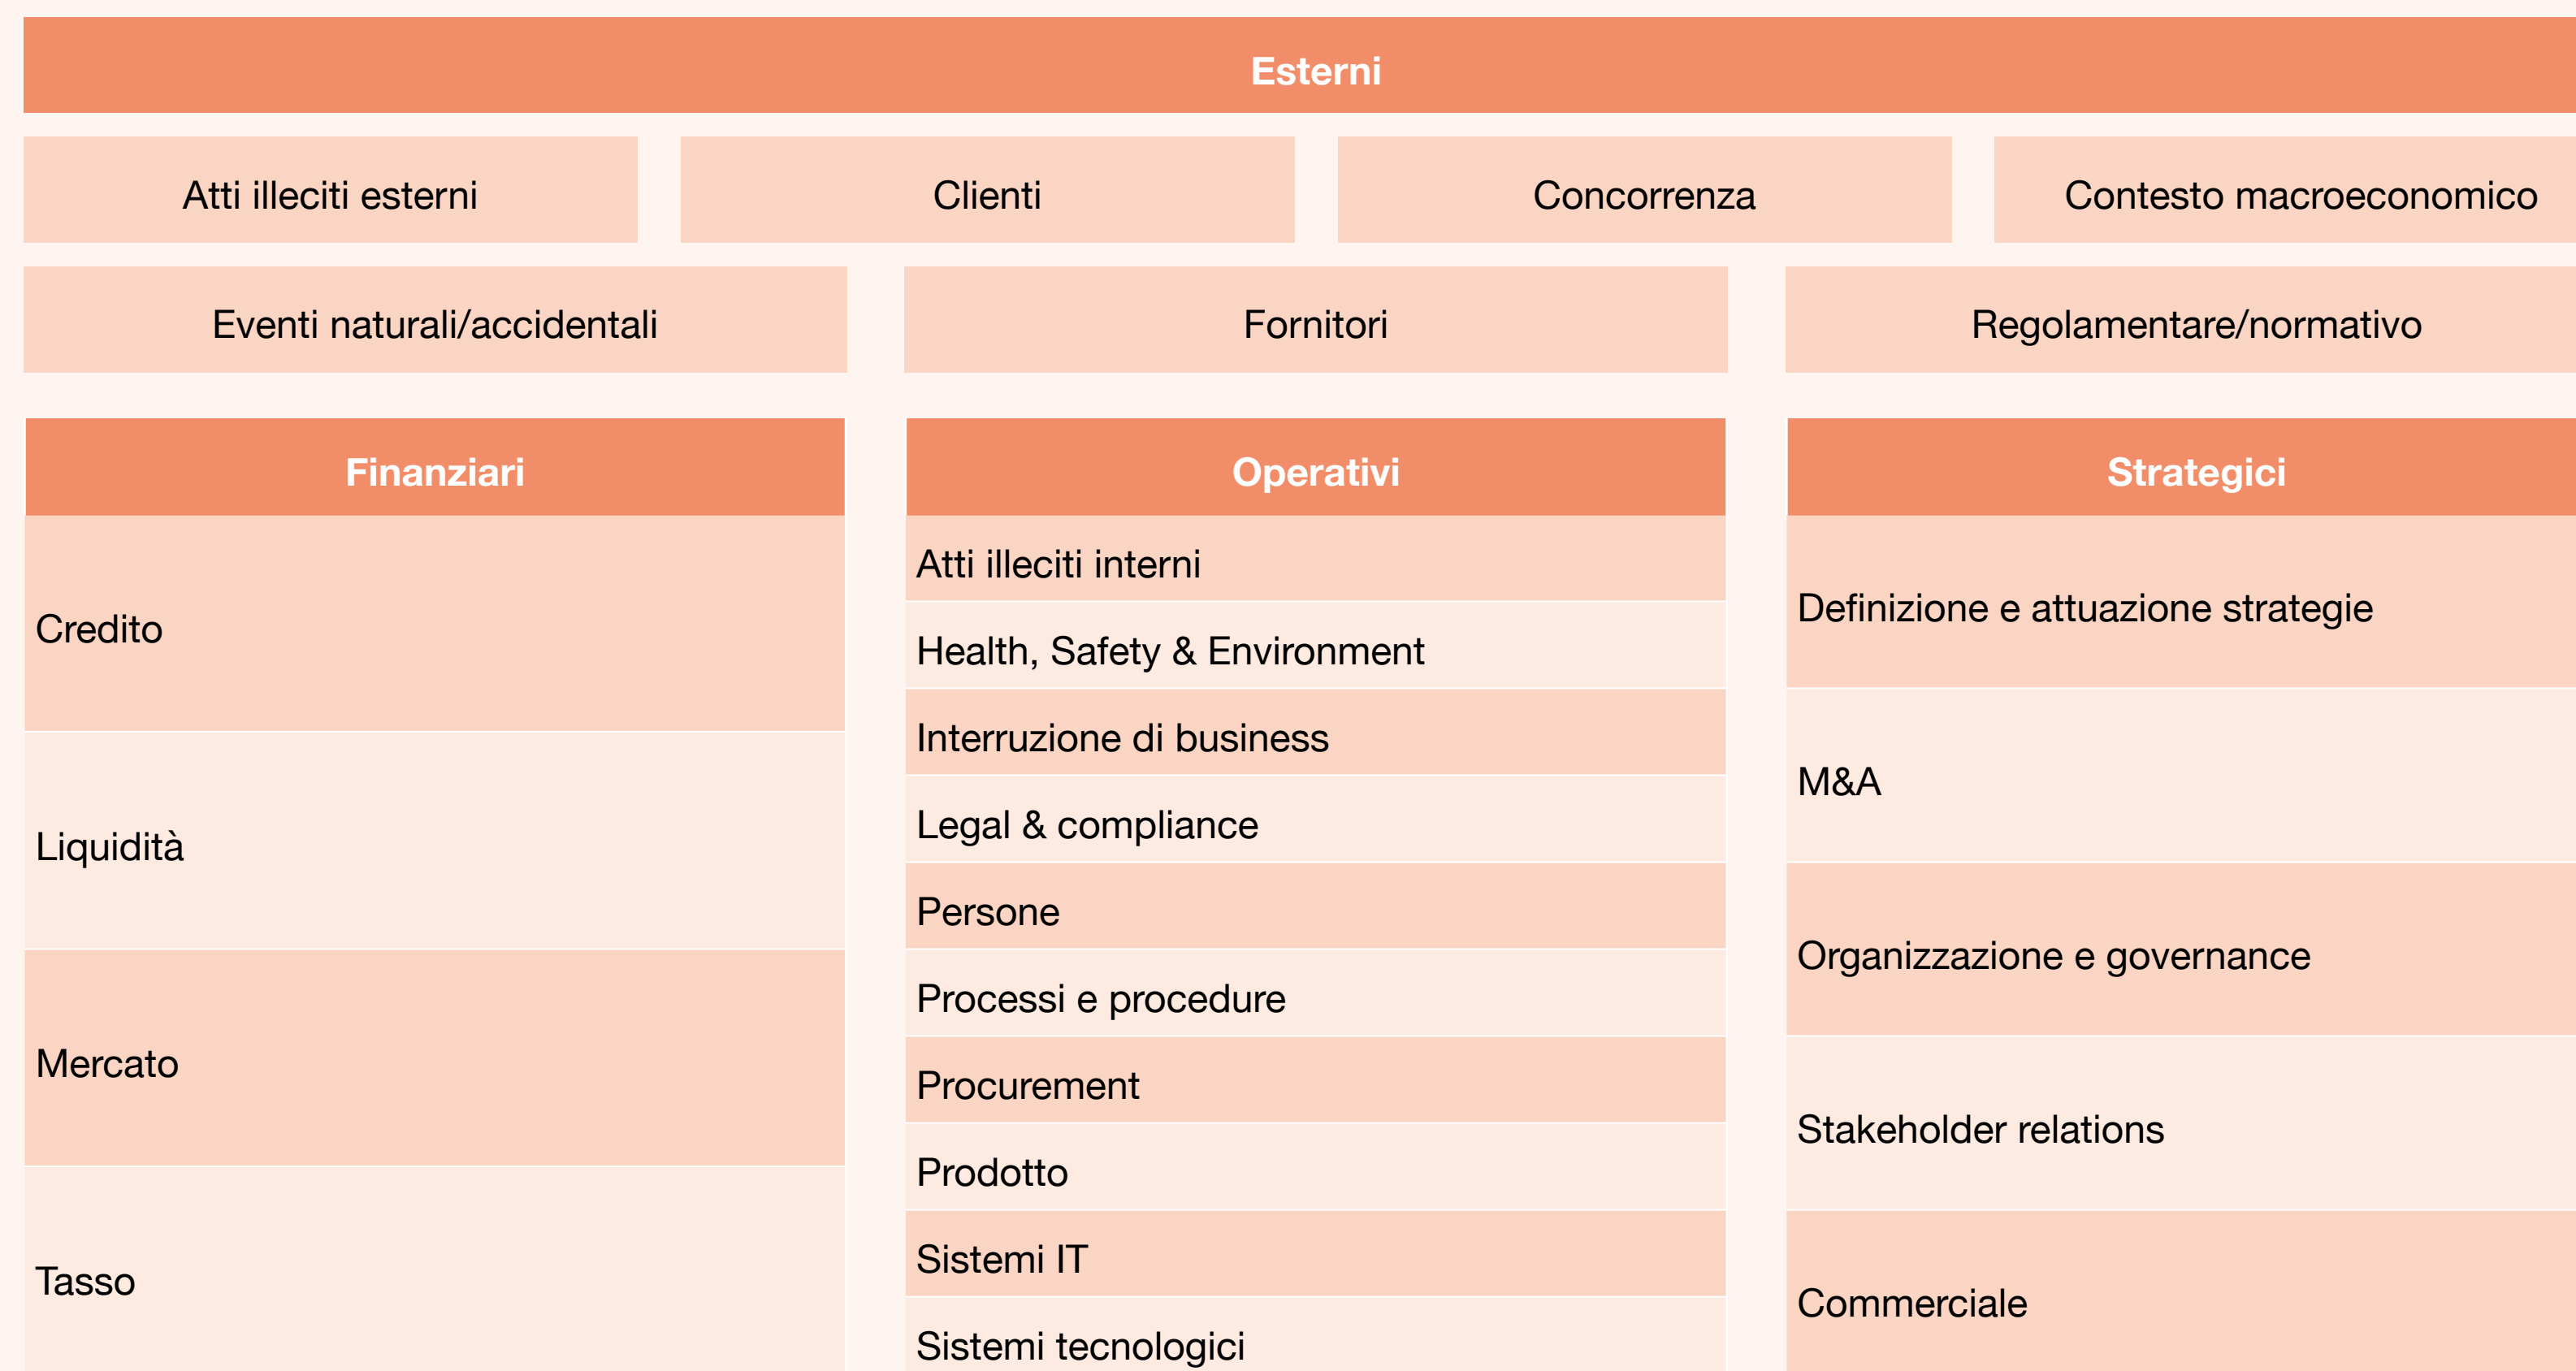 Esterni
Atti illeciti esterni
Clienti
Concorrenza
Contesto macroeconomico
Eventi naturali/accidentali
Fornitori
Regolamentare/normativo
Finanziari
Credito
Liquidità
Mercato
Tasso
Operativi
Atti illeciti interni
Health, Safety & Environment
Interruzione di business
Legal & compliance
Persone
Processi e procedure
Procurement
Prodotto
Sistemi IT
Sistemi tecnologici
Strategici
Definizione e attuazione strategie
M&A
Organizzazione e governance
Stakeholder relations
Commerciale